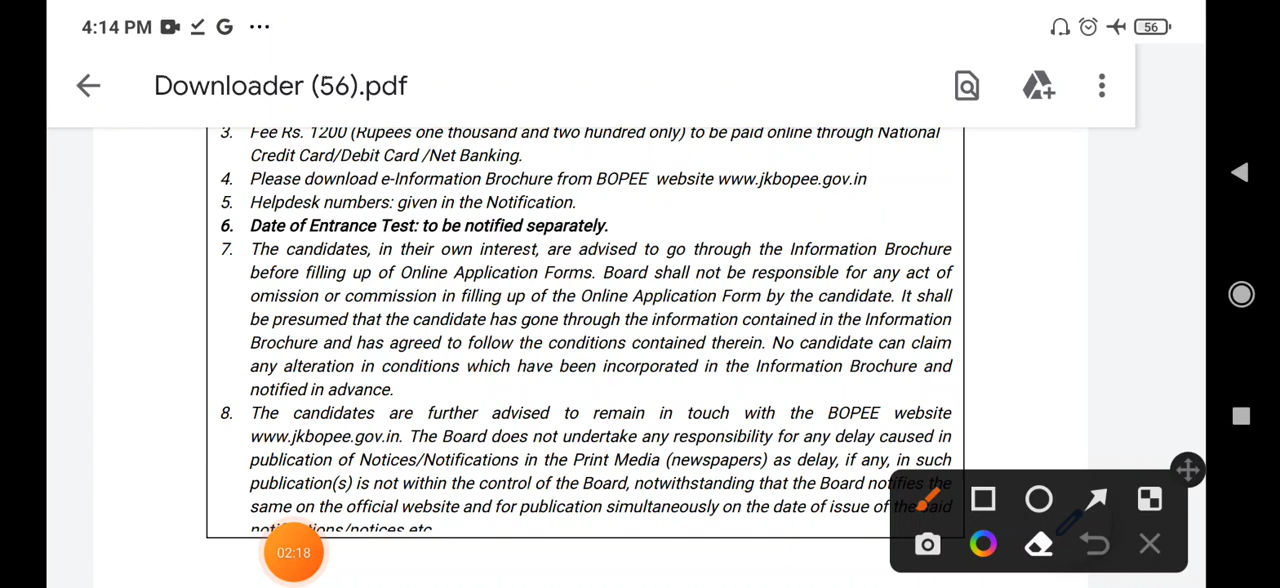 4:14 PM G ... 56
Downloader (56).pdf
3. Fee Rs. 1200 (Rupees one thousand and two hundred only) to be paid online through National
Credit Card/Debit Card /Net Banking.
4. Please download e-Information Brochure from BOPEE website www.jkbopee.gov.in
5. Helpdesk numbers: given in the Notification.
6. Date of Entrance Test: to be notified separately.
7. The candidates, in their own interest, are advised to go through the Information Brochure
before filling up of Online Application Forms. Board shall not be responsible for any act of
omission or commission in filling up of the Online Application Form by the candidate. It shall
be presumed that the candidate has gone through the information contained in the Information
Brochure and has agreed to follow the conditions contained therein. No candidate can claim
any alteration in conditions which have been incorporated in the Information Brochure and
notified in advance.
8. The candidates are further advised to remain in touch with the BOPEE website
www.jkbopee.gov.in. The Board does not undertake any responsibility for any delay caused in
publication of Notices/Notifications in the Print Media (newspapers) as delay, if any, in such
publication(s) is not within the control of the Board, notwithstanding that the Board notifies the
same on the official website and for publication simultaneously on the date of issue of the said
/notices etc
02:18